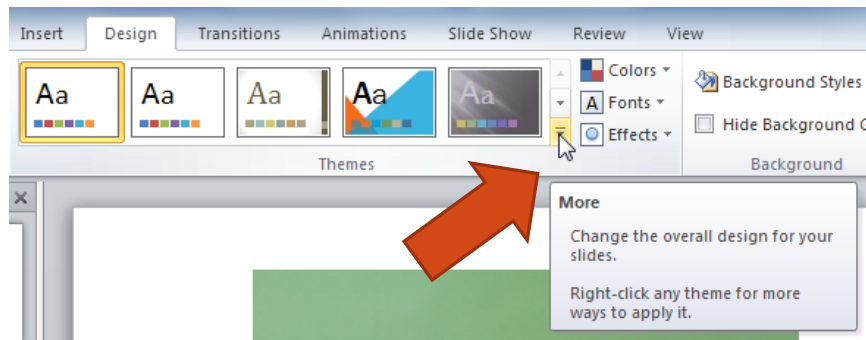 Insert Design Transitions Animations Slide Show Review View
Aa Aa Aa Aa Aa
Colors
Fonts
Effects
Themes
Background Styles
Hide Background G
Background
More
Change the overall design for your
slides.
Right-click any theme for more
ways to apply it.